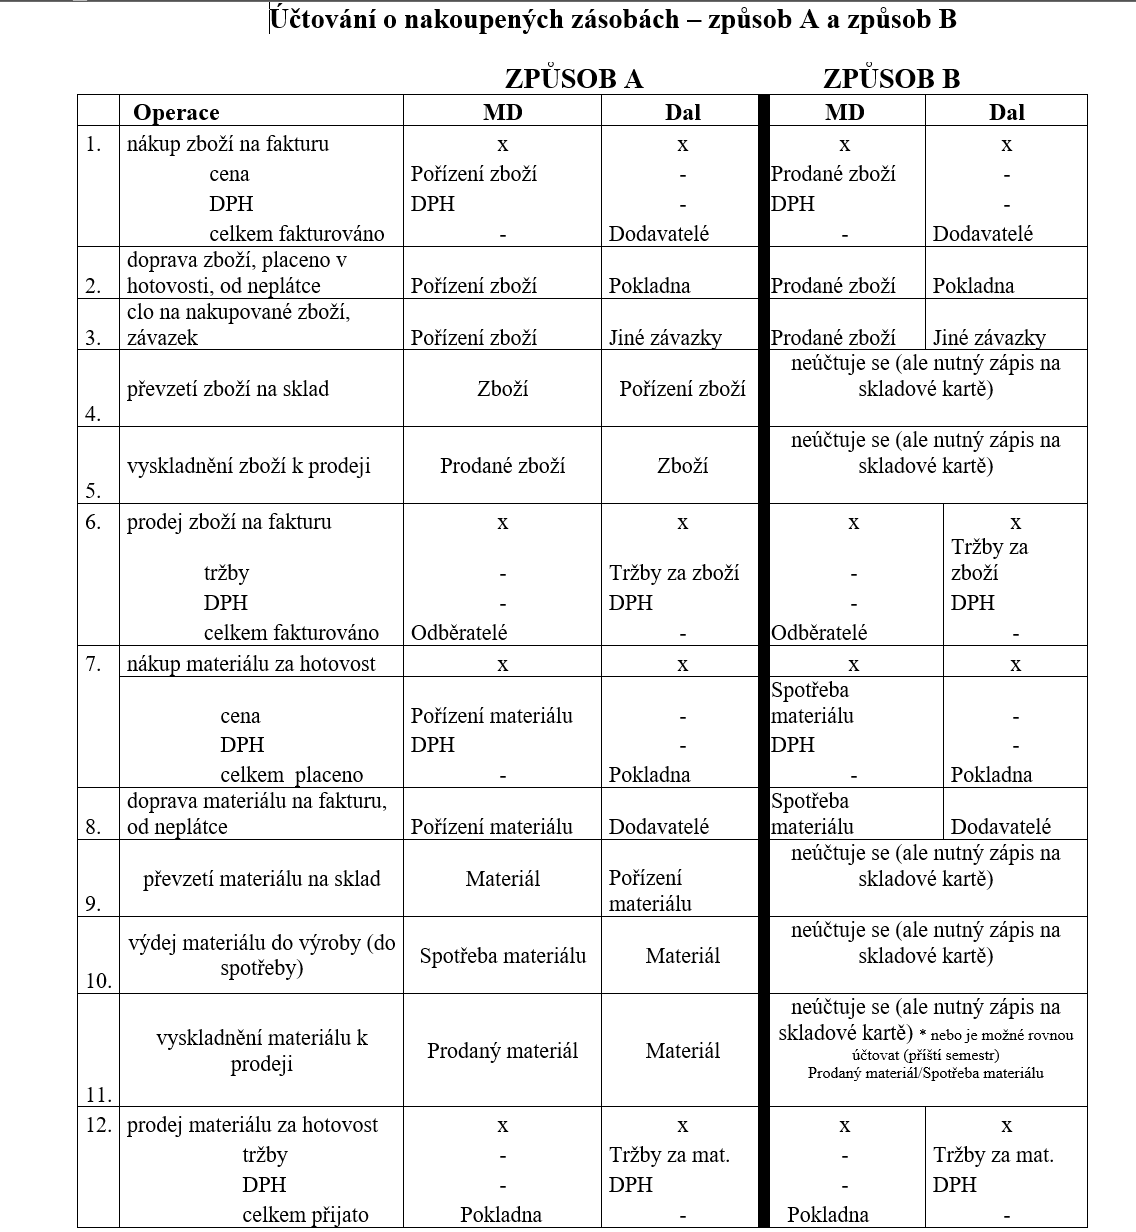 Účtování o nakoupených zásobách – způsob A a způsob B
ZPŮSOB A ZPŮSOB B
Operace MD Dal MD Dal
1. nákup zboží na fakturu x x x x
cena Pořízení zboží - Prodané zboží -
DPH DPH - DPH -
celkem fakturováno - Dodavatelé - Dodavatelé
doprava zboží, placeno v
2. hotovosti, od neplátce Pořízení zboží Pokladna Prodané zboží Pokladna
clo na nakupované zboží,
3. závazek Pořízení zboží Jiné závazky Prodané zboží Jiné závazky
neúčtuje se (ale nutný zápis na
převzetí zboží na sklad Zboží Pořízení zboží skladové kartě)
4.
neúčtuje se (ale nutný zápis na
vyskladnění zboží k prodeji Prodané zboží Zboží skladové kartě)
5.
6. prodej zboží na fakturu x x x x
Tržby za
tržby - Tržby za zboží - zboží
DPH - DPH - DPH
celkem fakturováno Odběratelé - Odběratelé -
7. nákup materiálu za hotovost x x x x
Spotřeba
cena Pořízení materiálu - materiálu -
DPH DPH - DPH -
celkem placeno - Pokladna - Pokladna
doprava materiálu na fakturu, Spotřeba
8. od neplátce Pořízení materiálu Dodavatelé materiálu Dodavatelé
neúčtuje se (ale nutný zápis na
převzetí materiálu na sklad Materiál Pořízení skladové kartě)
9. materiálu
neúčtuje se (ale nutný zápis na
výdej materiálu do výroby (do
spotřeby) Spotřeba materiálu Materiál skladové kartě)
10.
neúčtuje se (ale nutný zápis na
vyskladnění materiálu k skladové kartě) * nebo je možné rovnou
prodeji Prodaný materiál Materiál účtovat (příští semestr)
Prodaný materiál/Spotřeba materiálu
11.
12. prodej materiálu za hotovost x x x x
tržby - Tržby za mat. - Tržby za mat.
DPH - DPH - DPH
celkem přijato Pokladna - Pokladna -